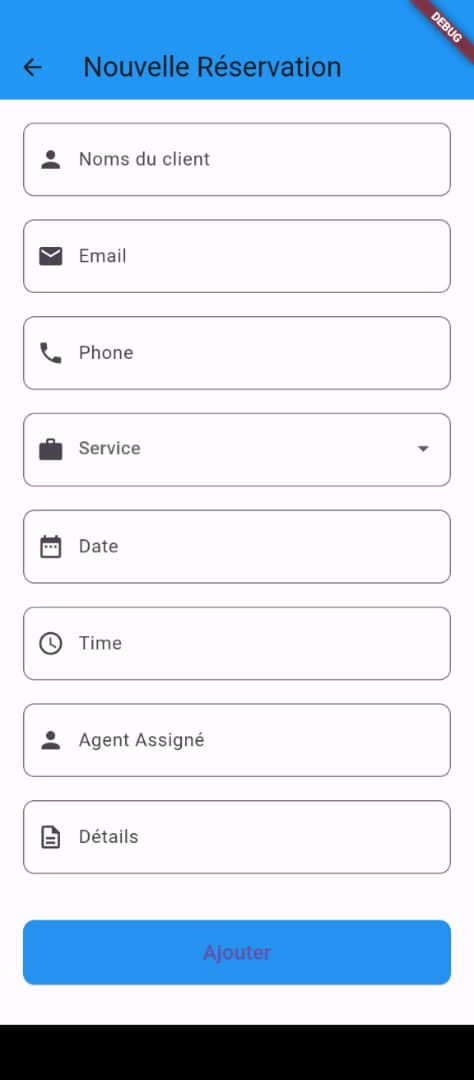 DEBUG
Nouvelle Réservation
Noms du client
Email
Phone
Service
Date
Time
Agent Assigné
Détails
Ajouter